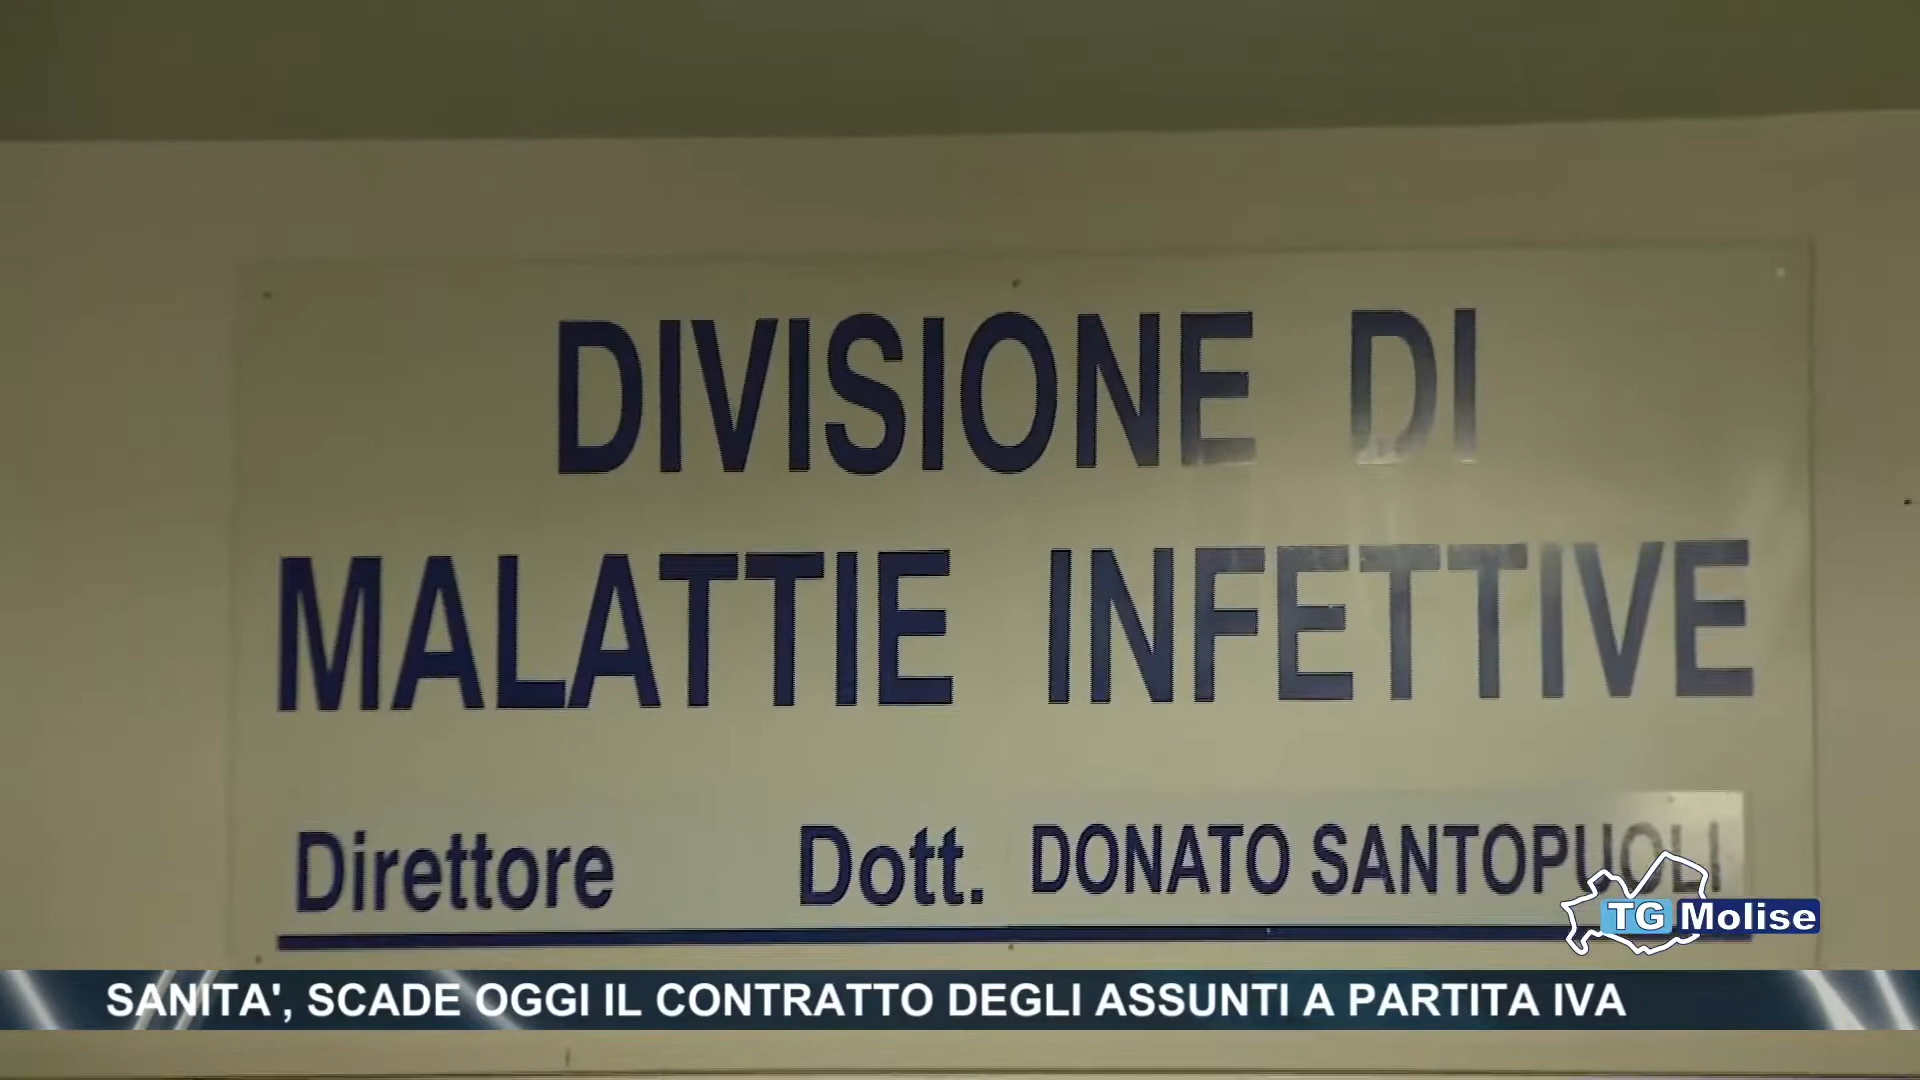 DIVISIONE DI
MALATTIE INFETTIVE
Direttore Dott. DONATO SANTOPUOLI
TG Molise
SANITA', SCADE OGGI IL CONTRATTO DEGLI ASSUNTI A PARTITA IVA